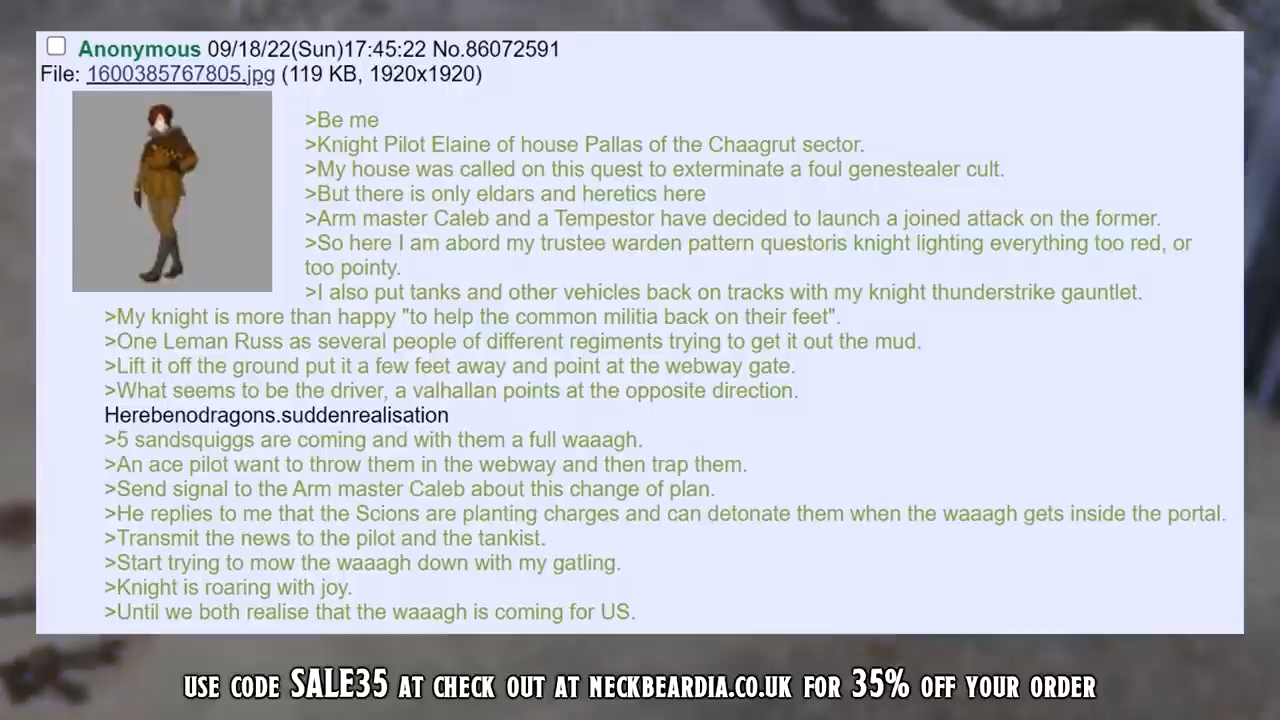 Anonymous 09/18/22(Sun)17:45:22 No.86072591
File: 1600385767805.jpg (119 KB, 1920x1920)
>Be me
>Knight Pilot Elaine of house Pallas of the Chaagrut sector.
>My house was called on this quest to exterminate a foul genestealer cult.
>But there is only eldars and heretics here
>Arm master Caleb and a Tempestor have decided to launch a joined attack on the former.
>So here I am abord my trustee warden pattern questoris knight lighting everything too red, or
too pointy.
>I also put tanks and other vehicles back on tracks with my knight thunderstrike gauntlet.
>My knight is more than happy "to help the common militia back on their feet".
>One Leman Russ as several people of different regiments trying to get it out the mud.
>Lift it off the ground put it a few feet away and point at the webway gate.
>What seems to be the driver, a valhallan points at the opposite direction.
Herebenodragons.suddenrealisation
>5 sandsquiggs are coming and with them a full waaagh.
>An ace pilot want to throw them in the webway and then trap them.
>Send signal to the Arm master Caleb about this change of plan.
>He replies to me that the Scions are planting charges and can detonate them when the waaagh gets inside the portal.
>Transmit the news to the pilot and the tankist.
>Start trying to mow the waaagh down with my gatling.
>Knight is roaring with joy.
>Until we both realise that the waaagh is coming for US.
USE CODE SALE35 AT CHECK OUT AT NECKBEARDIA.CO.UK FOR 35% OFF YOUR ORDER